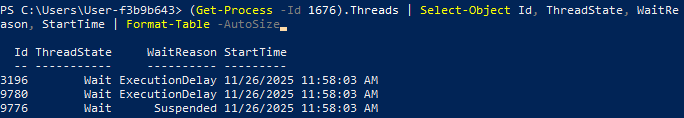 PS C:\Users\User-f3b9b643> (Get-Process -Id 1676).Threads | Select-Object Id, ThreadState, WaitRe
ason, StartTime | Format-Table -AutoSize
Id ThreadState WaitReason StartTime
-- ----------- ---------- ---------
3196 Wait ExecutionDelay 11/26/2025 11:58:03 AM
9780 Wait ExecutionDelay 11/26/2025 11:58:03 AM
9776 Wait Suspended 11/26/2025 11:58:03 AM